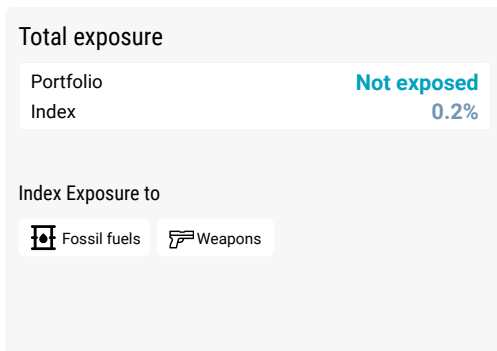 Total exposure
Portfolio Not exposed
Index 0.2%
Index Exposure to
Fossil fuels Weapons